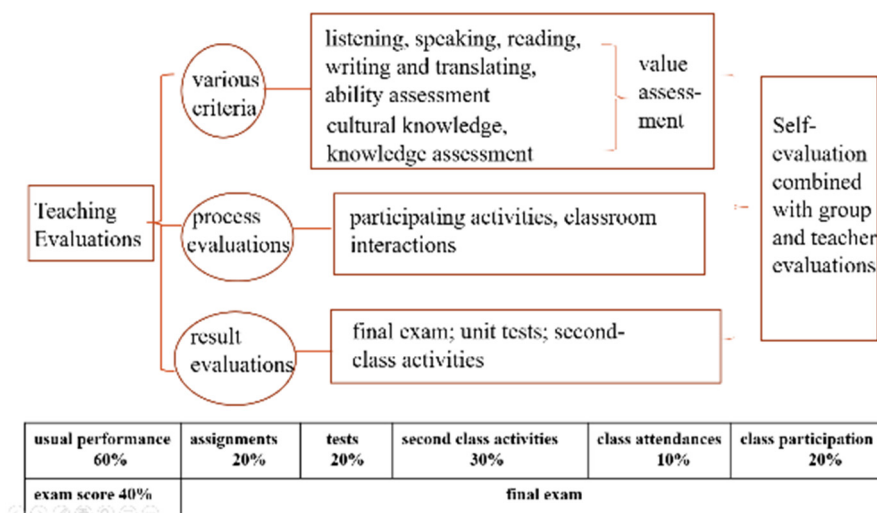 various
criteria
listening, speaking, reading,
writing and translating,
ability assessment
cultural knowledge,
knowledge assessment
value
assess-
ment
Self-
evaluation
combined
with group
and teacher
evaluations
Teaching
Evaluations
process
evaluations
participating activities, classroom
interactions
result
evaluations
final exam; unit tests; second-
class activities
usual performance
60%
assignments
20%
tests
20%
second class activities
30%
class attendances
10%
class participation
20%
exam score 40%
final exam